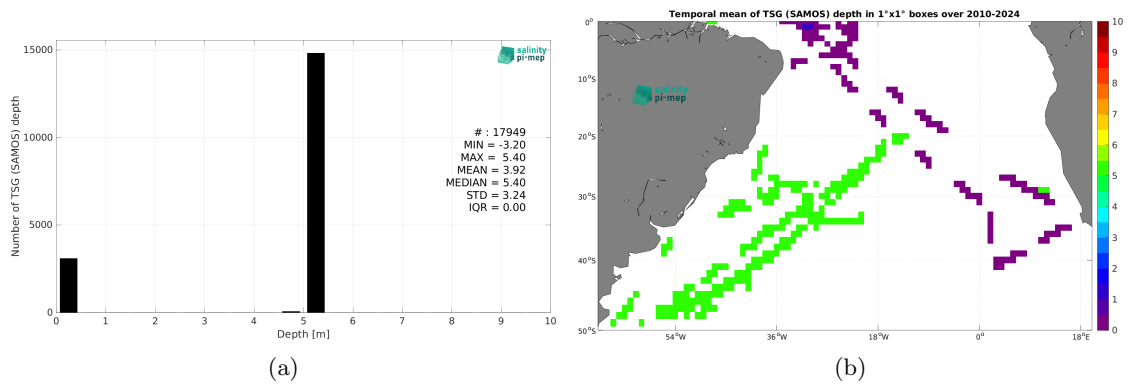 15000
10000
5000
0
Number of TSG (SAMOS) depth
salinity
pi-mep
# : 17949
MIN = -3.20
MAX = 5.40
MEAN = 3.92
MEDIAN = 5.40
STD = 3.24
IQR = 0.00
0 1 2 3 4 5 6 7 8 9 10
Depth [m]
(a)
Temporal mean of TSG (SAMOS) depth in 1°x1° boxes over 2010-2024
0°
10°S
20°S
30°S
40°S
50°S
salinity
pi-mep
54°W 36°W 18°W 0° 18°E
10
9
8
7
6
5
4
3
2
1
0
(b)